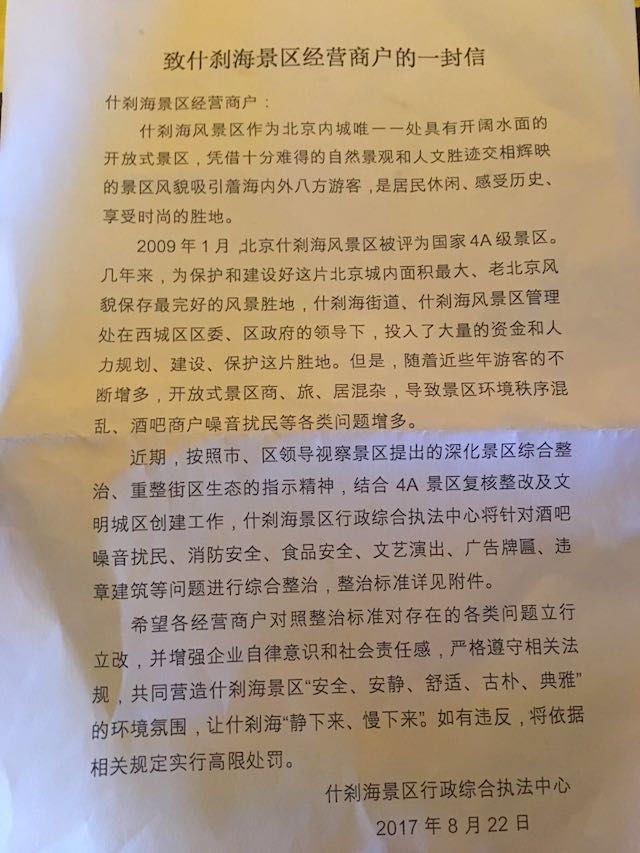 致什刹海景区经营商户的一封信
什刹海景区经营商户：
什刹海风景区作为北京内城唯一一处具有开阔水面的
开放式景区，凭借十分难得的自然景观和人文胜迹交相辉映
的景区风貌吸引着海内外八方游客，是居民休闲、感受历史、
享受时尚的胜地。
2009年1月，北京什刹海风景区被评为国家4A级景区。
几年来，为保护和建设好这片北京城内面积最大、老北京风
貌保存最完好的风景胜地，什刹海街道、什刹海风景区管理
处在西城区区委、区政府的领导下，投入了大量的资金和人
力规划、建设、保护这片胜地。但是，随着近些年游客的不
断增多，开放式景区商、旅、居混杂，导致景区环境秩序混
乱、酒吧商户噪音扰民等各类问题增多。
近期，按照市、区领导视察景区提出的深化景区综合整
治、重整街区生态的指示精神，结合4A景区复核整改及文
明城区创建工作，什刹海景区行政综合执法中心将针对酒吧
噪音扰民、消防安全、食品安全、文艺演出、广告牌匾、违
章建筑等问题进行综合整治，整治标准详见附件。
希望各经营商户对照整治标准对存在的各类问题立行
立改，并增强企业自律意识和社会责任感，严格遵守相关法
规，共同营造什刹海景区“安全、安静、舒适、古朴、典雅”
的环境氛围，让什刹海“静下来、慢下来”。如有违反，将依据
相关规定实行高限处罚。
什刹海景区行政综合执法中心
2017年8月22日